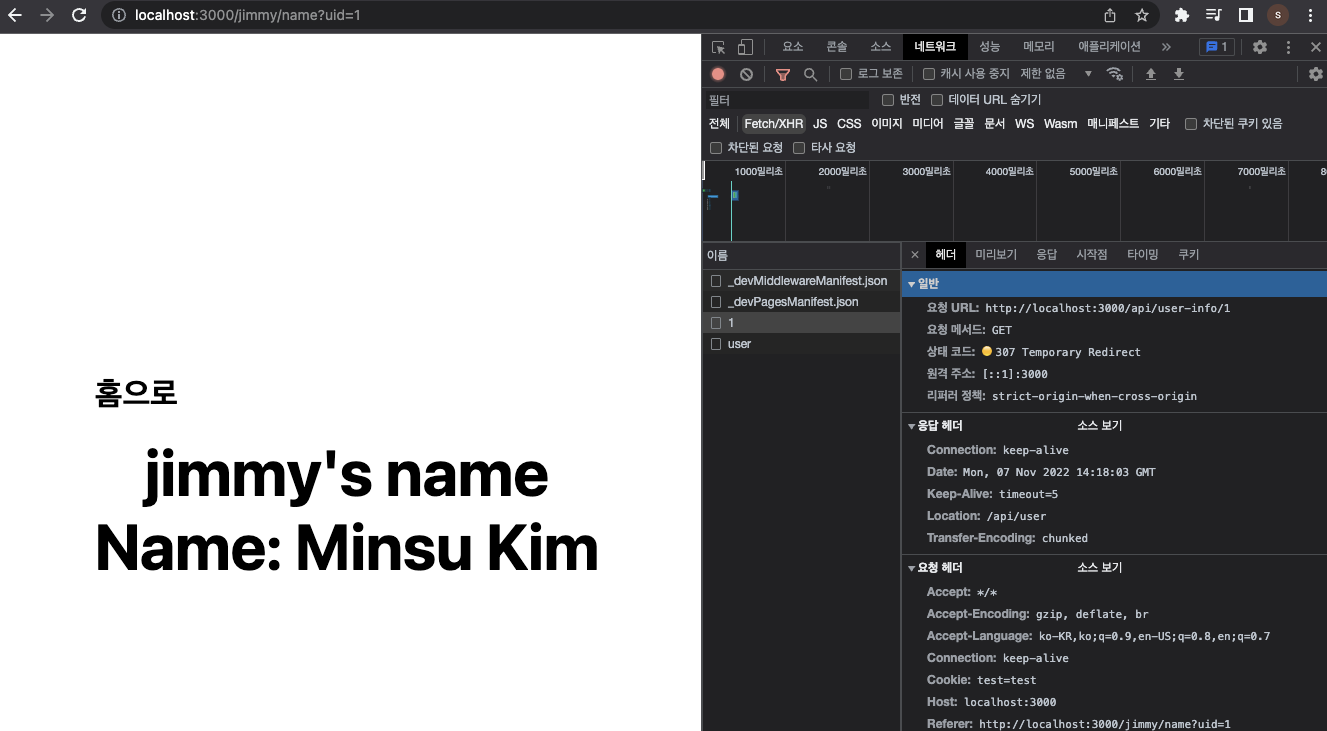 localhost:3000/jimmy/name?uid=1
s
요소 콘솔 소스 네트워크 성능 메모리 애플리케이션 » 1
로그 보존 캐시 사용 중지 제한 없음
필터 반전 데이터 URL 숨기기
전체 Fetch/XHR JS CSS 이미지 미디어 글꼴 문서 WS Wasm 매니페스트 기타 차단된 쿠키 있음
차단된 요청 타사 요청
1000밀리초 2000밀리초 3000밀리초 4000밀리초 5000밀리초 6000밀리초 7000밀리초 8
이름
_devMiddlewareManifest.json
_devPagesManifest.json
1
user
헤더 미리보기 응답 시작점 타이밍 쿠키
일반
요청 URL: http://localhost:3000/api/user-info/1
요청 메서드: GET
상태 코드: 307 Temporary Redirect
원격 주소: [::1]:3000
리퍼러 정책: strict-origin-when-cross-origin
응답 헤더 소스 보기
Connection: keep-alive
Date: Mon, 07 Nov 2022 14:18:03 GMT
Keep-Alive: timeout=5
Location: /api/user
Transfer-Encoding: chunked
요청 헤더 소스 보기
Accept: */*
Accept-Encoding: gzip, deflate, br
Accept-Language: ko-KR,ko;q=0.9,en-US;q=0.8,en;q=0.7
Connection: keep-alive
Cookie: test=test
Host: localhost:3000
Referer: http://localhost:3000/jimmy/name?uid=1
홈으로
jimmy's name
Name: Minsu Kim